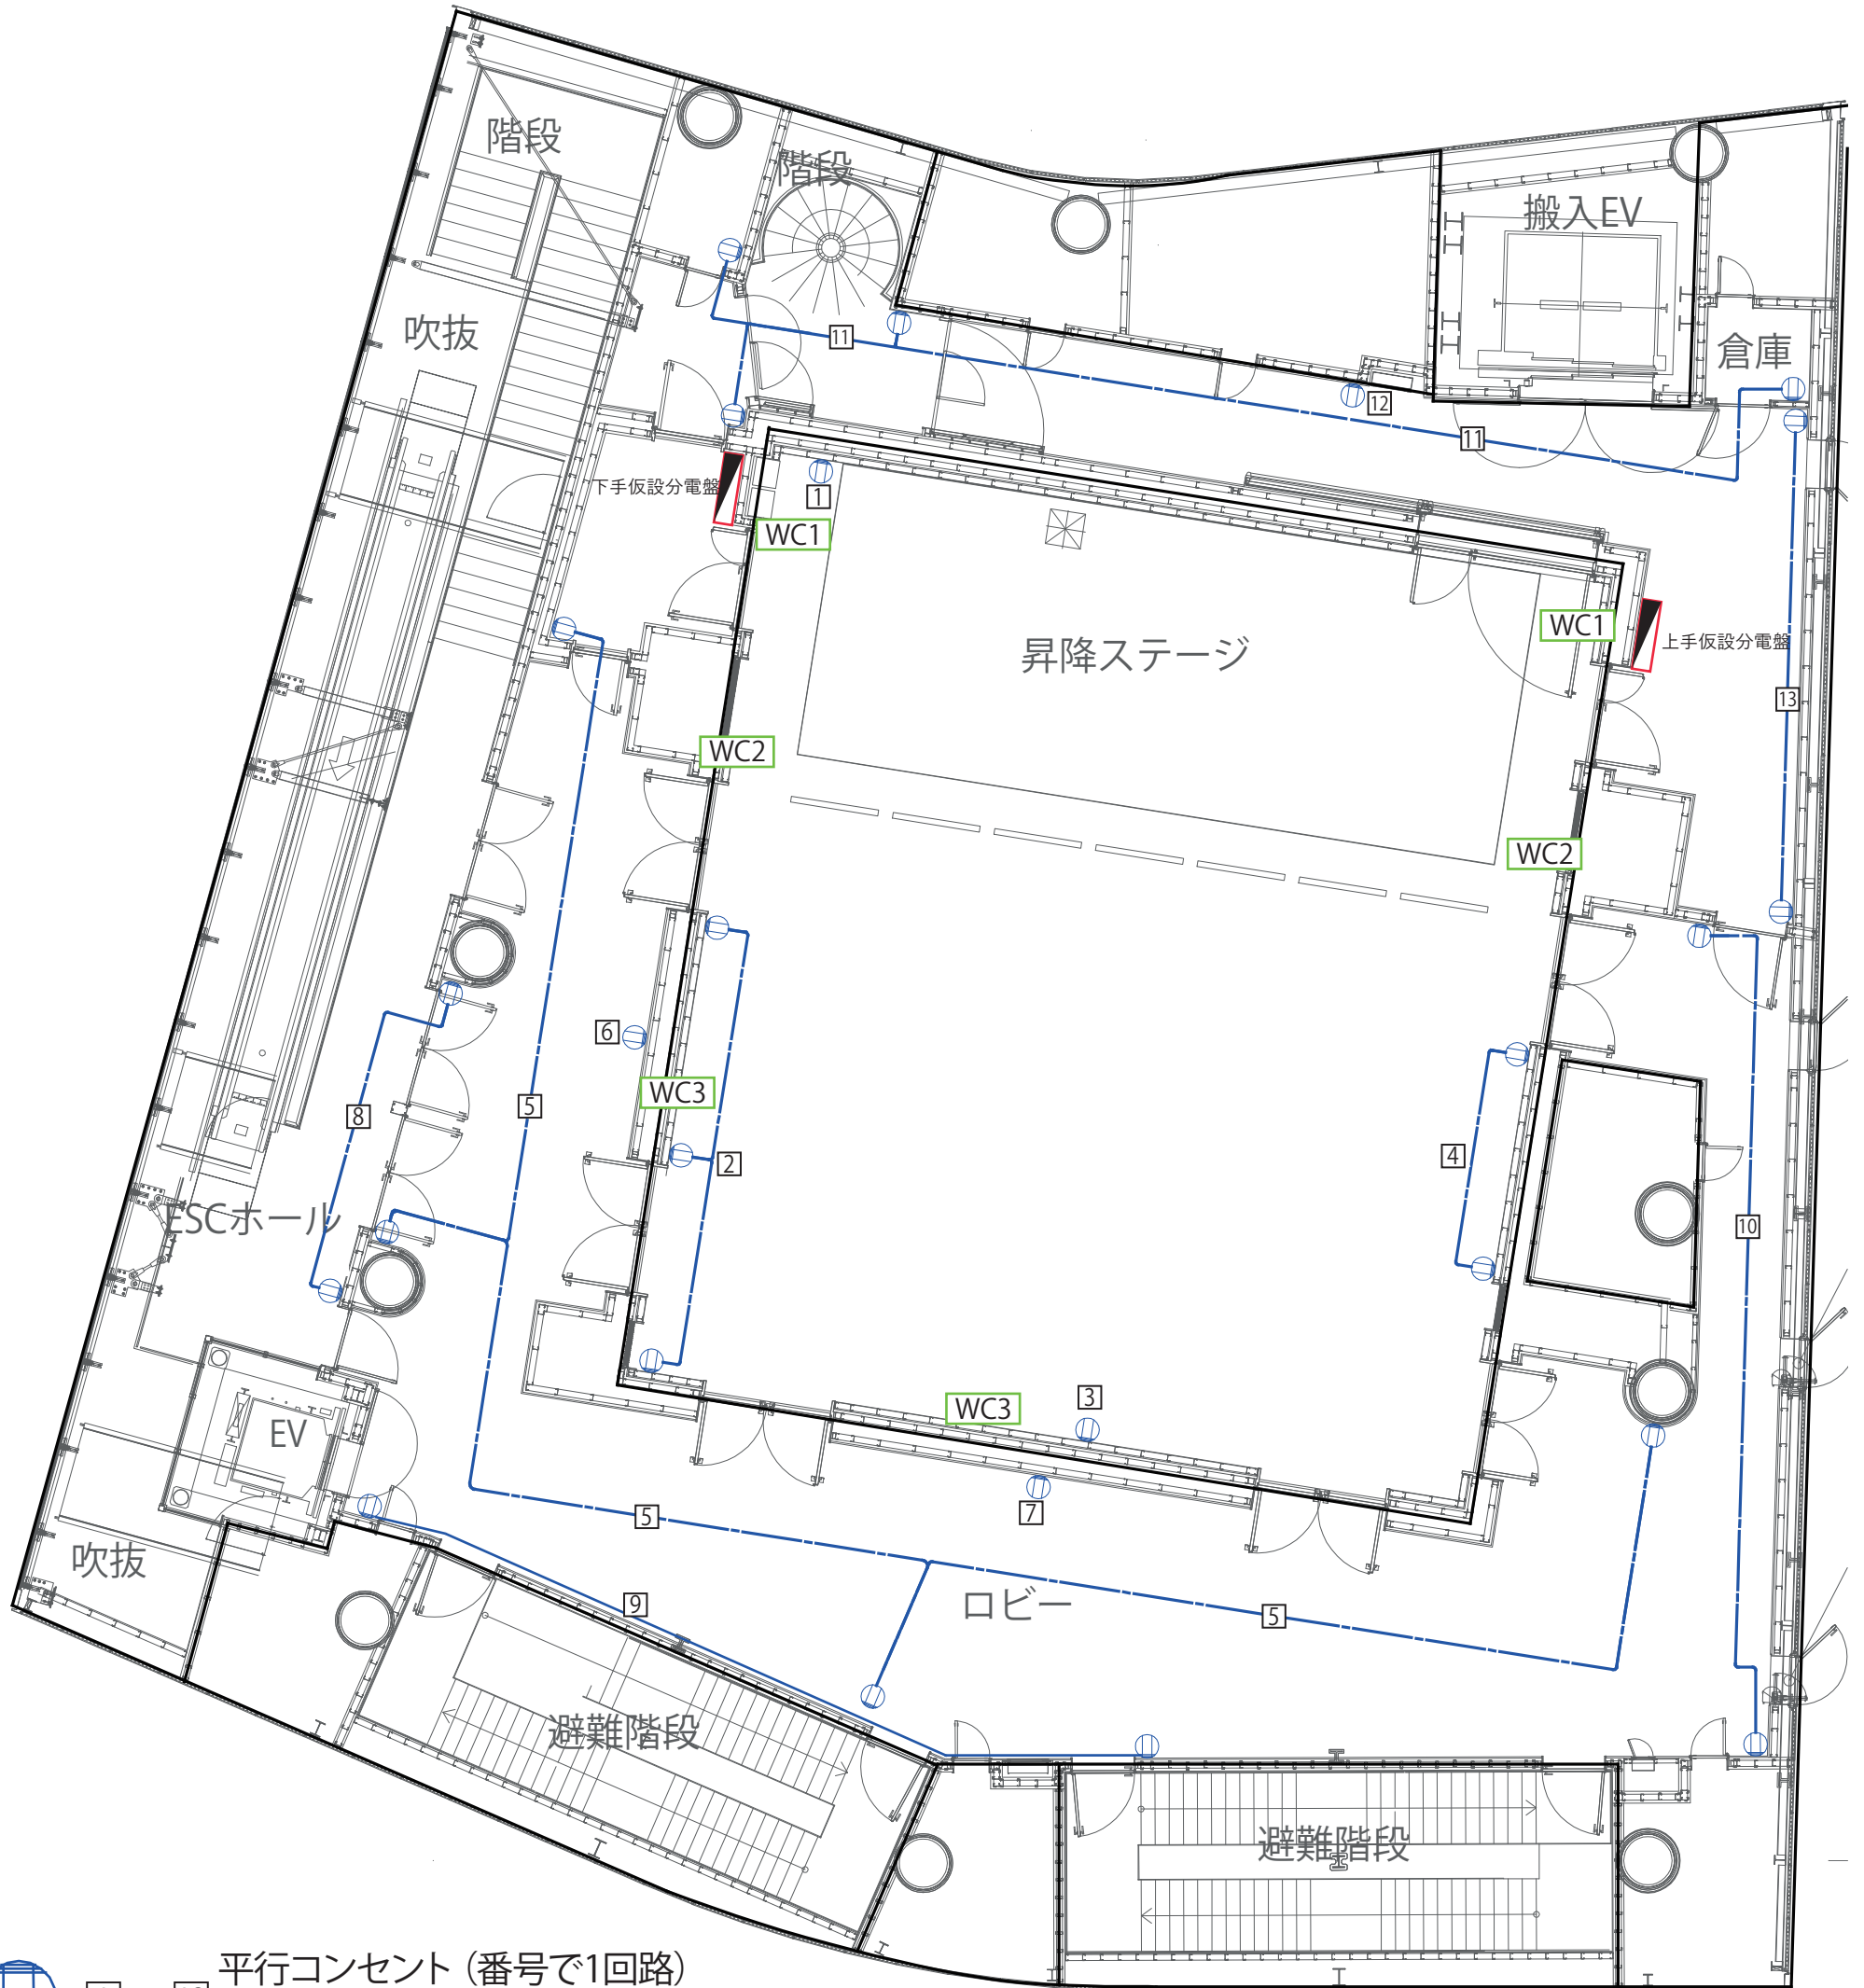 階段
階段
搬入EV
吹抜
11
倉庫
12
11
下手仮設分電盤
1
WC1
WC1
昇降ステージ
上手仮設分電盤
13
WC2
WC2
6
WC3
5
8
2
4
ESCホール
10
WC3
3
EV
7
5
吹抜
9
ロビー
5
避難階段
避難階段
平行コンセント（番号で1回路）